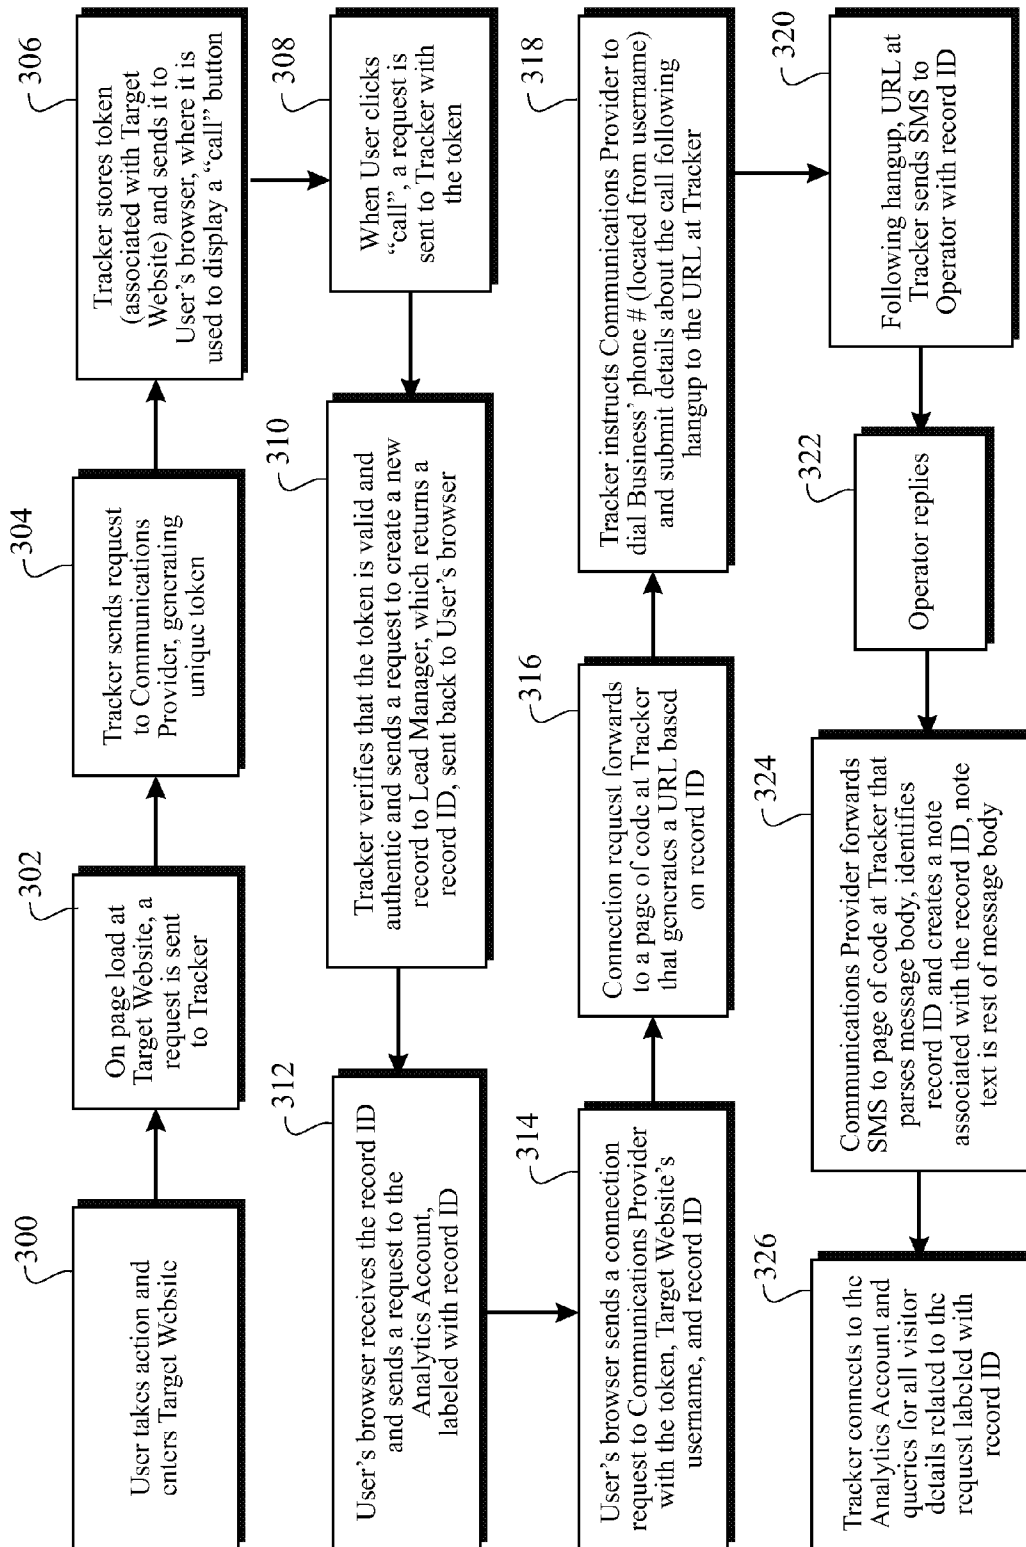 300
User takes action and
enters Target Website
302
On page load at
Target Website, a
request is sent
to Tracker
304
Tracker sends request
to Communications
Provider, generating
unique token
306
Tracker stores token
(associated with Target
Website) and sends it to
User's browser, where it is
used to display a “call” button
308
When User clicks
“call”, a request is
sent to Tracker with
the token
310
Tracker verifies that the token is valid and
authentic and sends a request to create a new
record to Lead Manager, which returns a
record ID, sent back to User's browser
312
User's browser receives the record ID
and sends a request to the
Analytics Account,
labeled with record ID
314
User's browser sends a connection
request to Communications Provider
with the token, Target Website's
username, and record ID
316
Connection request forwards
to a page of code at Tracker
that generates a URL based
on record ID
318
Tracker instructs Communications Provider to
dial Business' phone # (located from username)
and submit details about the call following
hangup to the URL at Tracker
320
Following hangup, URL at
Tracker sends SMS to
Operator with record ID
322
Operator replies
324
Communications Provider forwards
SMS to page of code at Tracker that
parses message body, identifies
record ID and creates a note
associated with the record ID, note
text is rest of message body
326
Tracker connects to the
Analytics Account and
queries for all visitor
details related to the
request labeled with
record ID